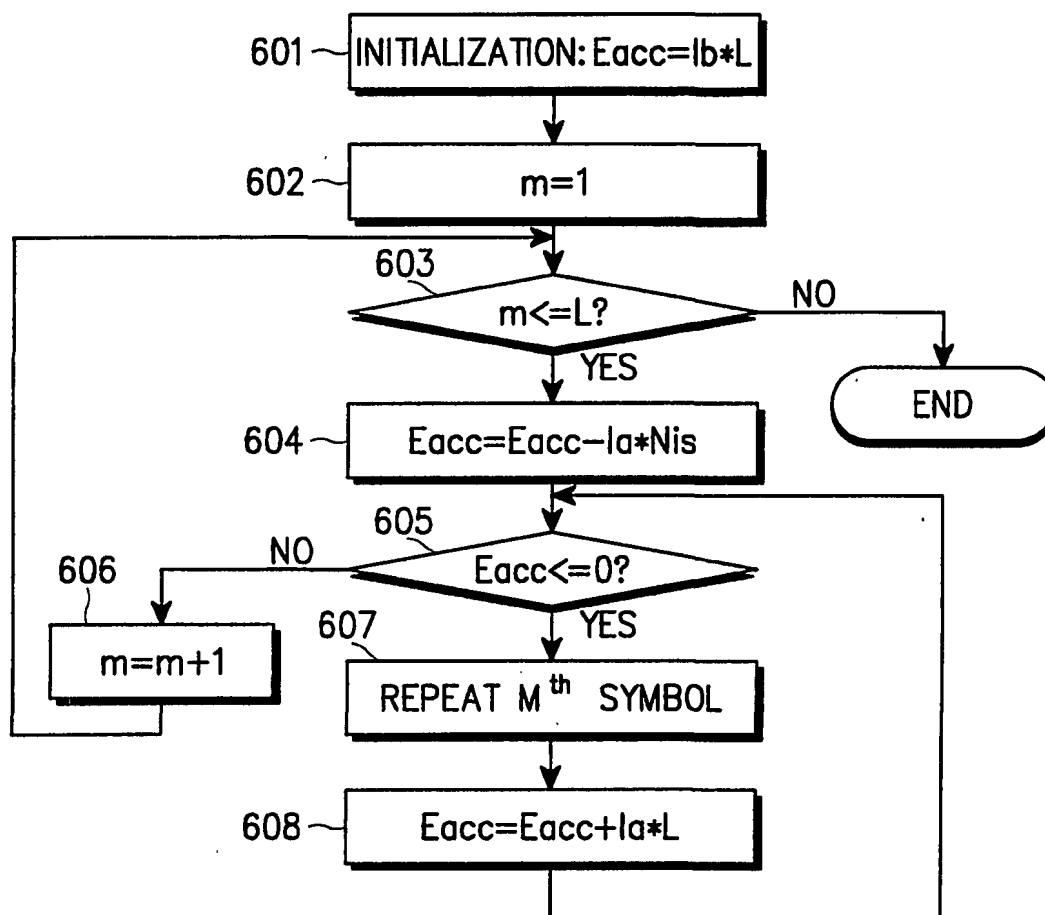 601
INITIALIZATION: Eacc=Ib*L
602
m=1
603
m<=L?
NO
YES
END
604
Eacc=Eacc-Ia*Nis
605
NO
Eacc<=0?
606
YES
607
m=m+1
REPEAT M^th SYMBOL
608
Eacc=Eacc+Ia*L